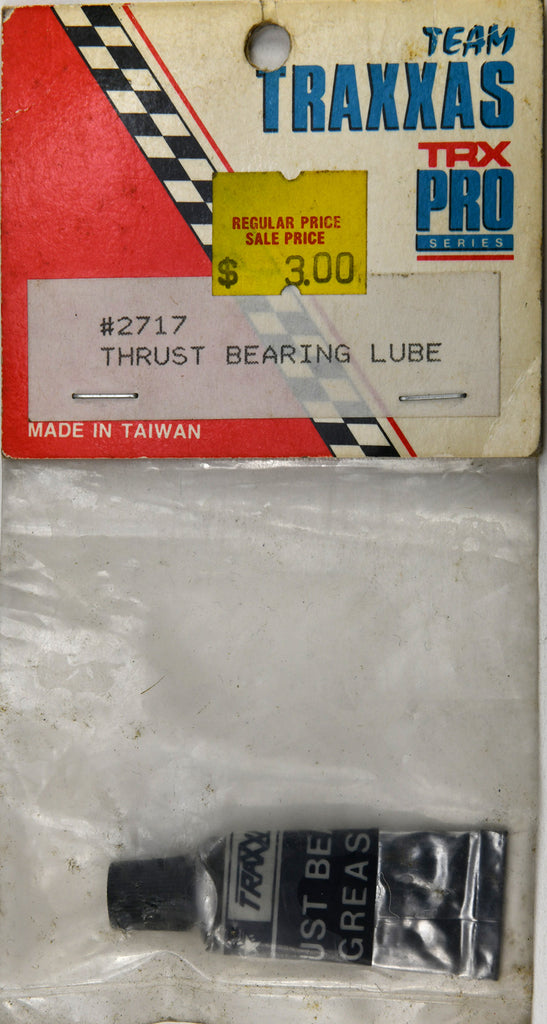 TEAM
TRAXXAS
TRX
PRO
SERIES
REGULAR PRICE
SALE PRICE
$ 3.00
#2717
THRUST BEARING LUBE
MADE IN TAIWAN
TRAXX
UST BE
GREAS